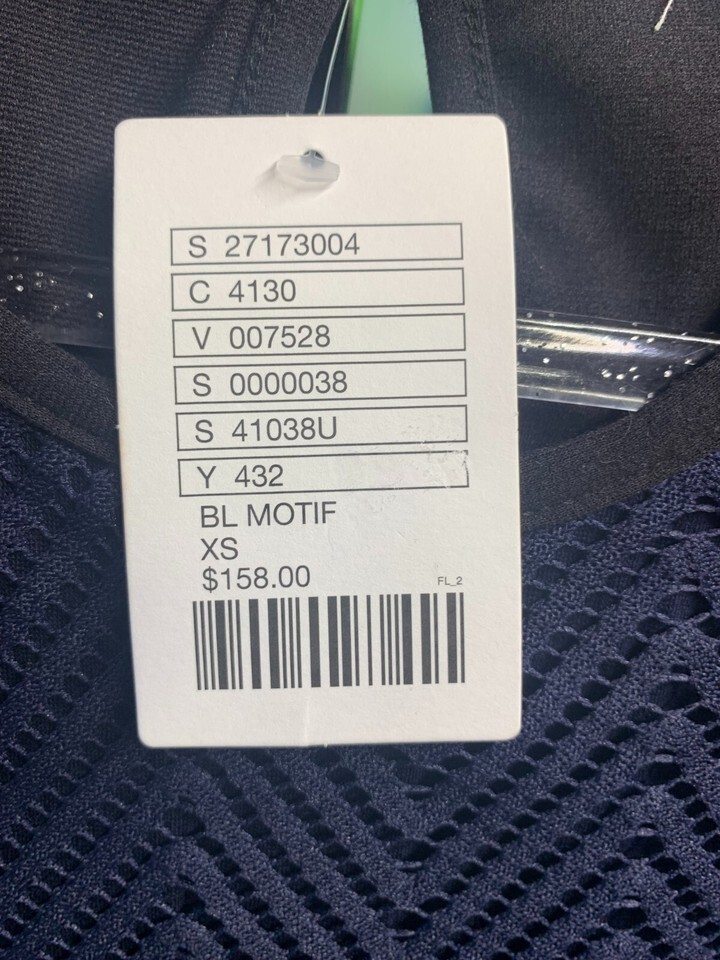 S 27173004
C 4130
V 007528
S 0000038
S 41038U
Y 432
BL MOTIF
XS
$158.00
FL_2